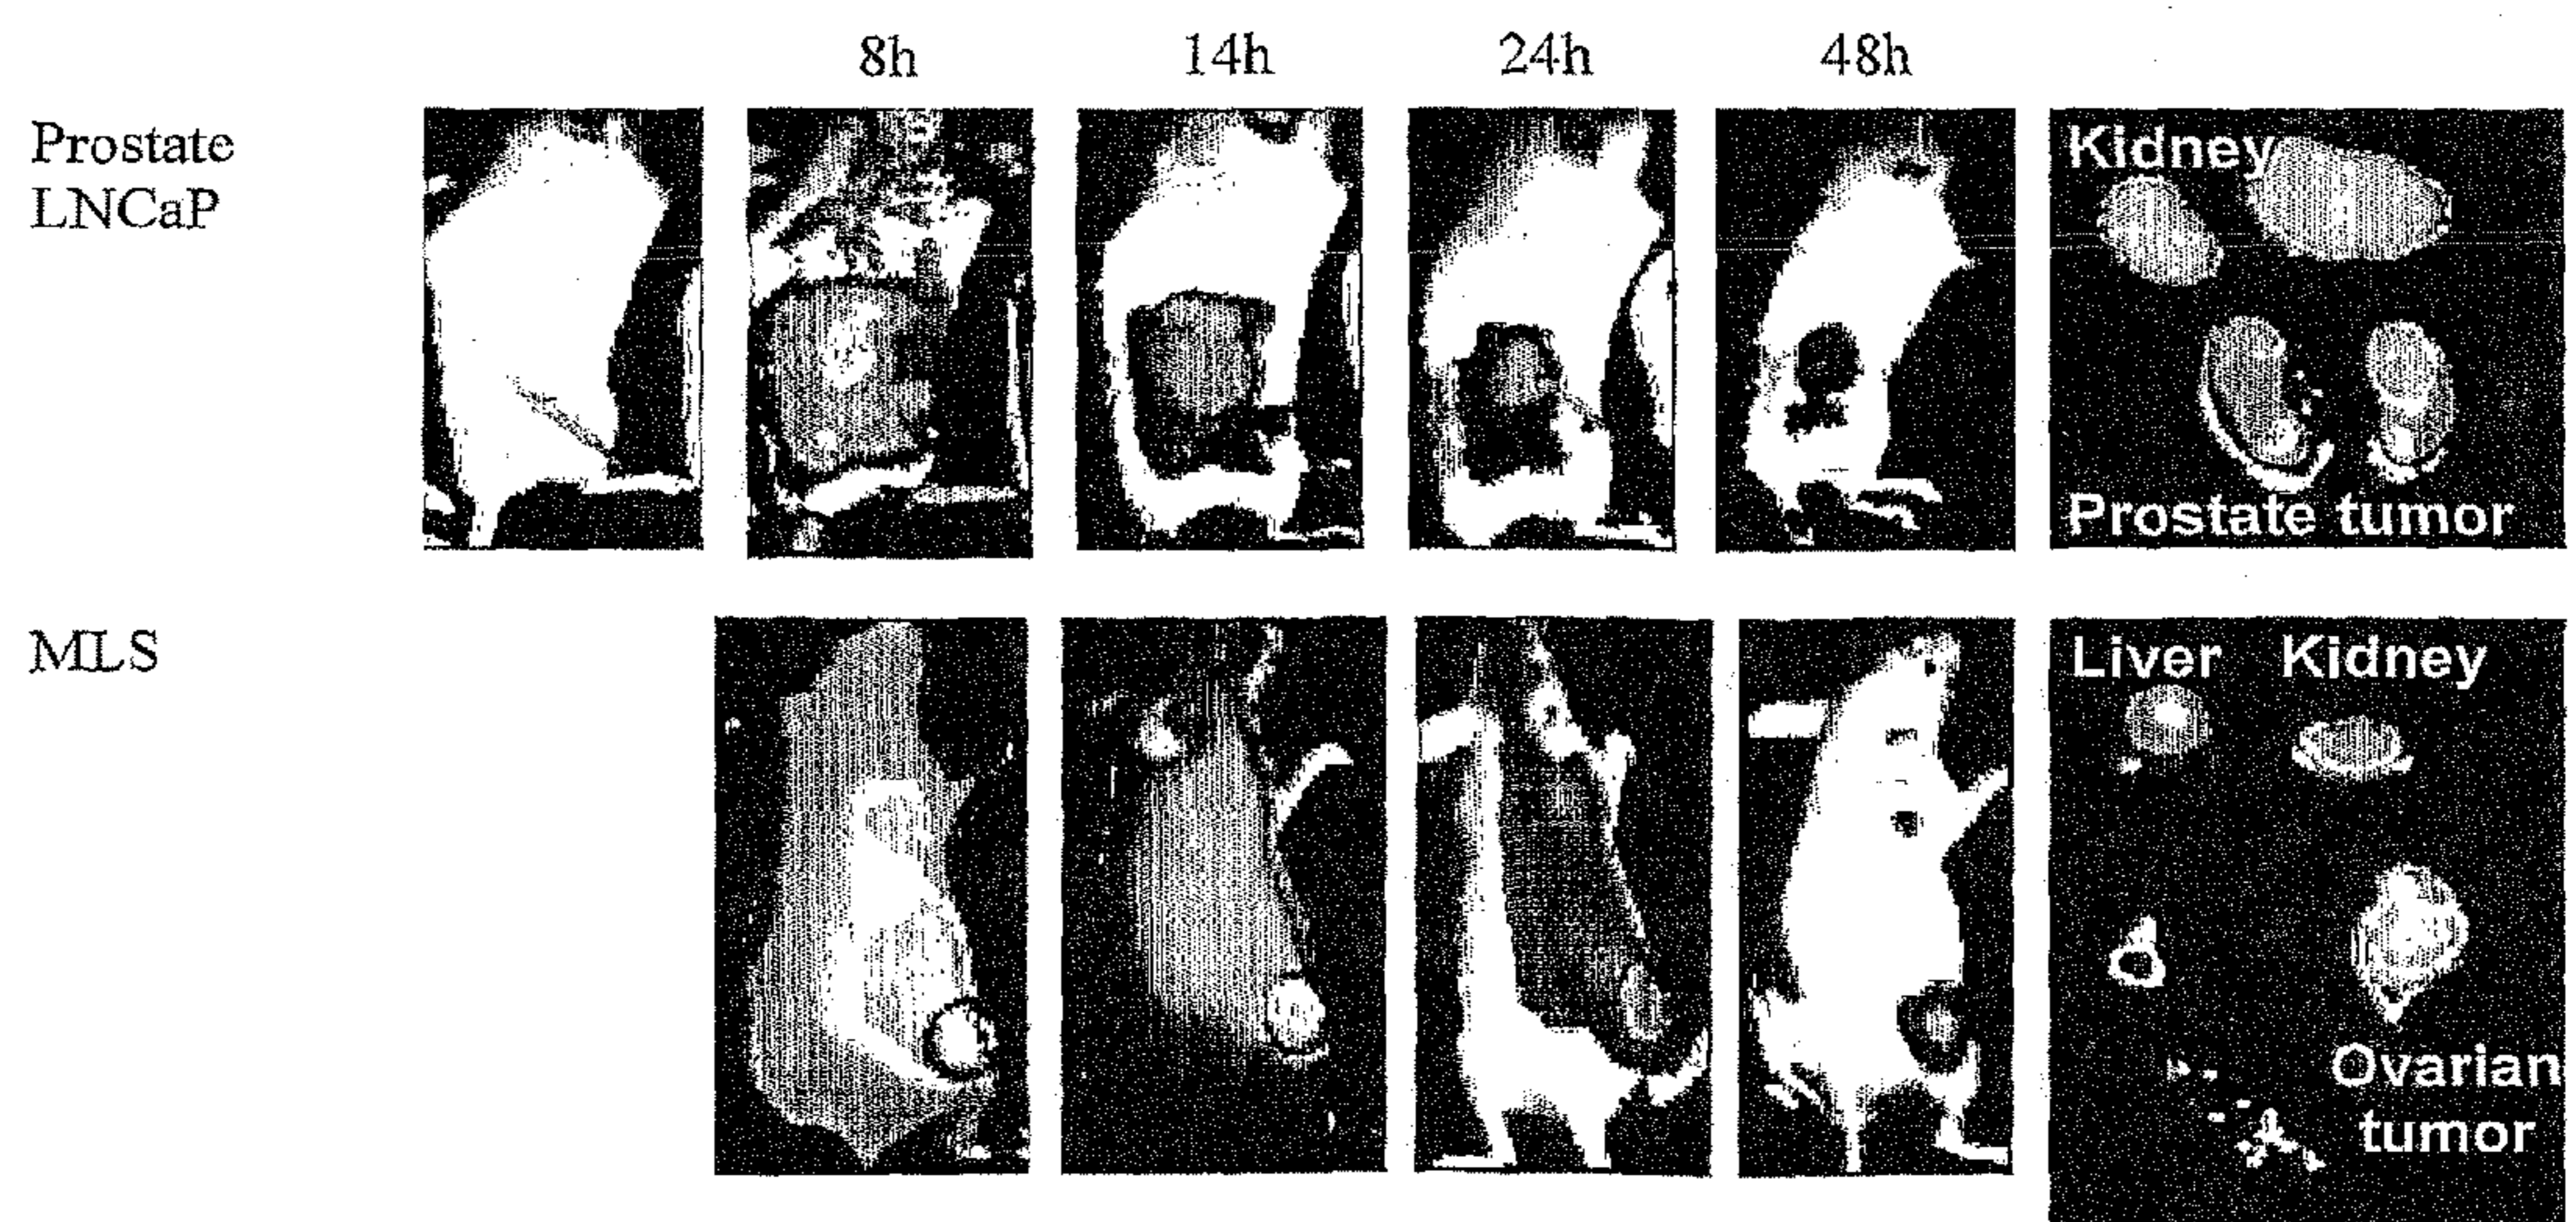 8h 14h 24h 48h
Prostate
LNCaP
Kidney
Prostate tumor
MLS
Liver Kidney
Ovarian
tumor